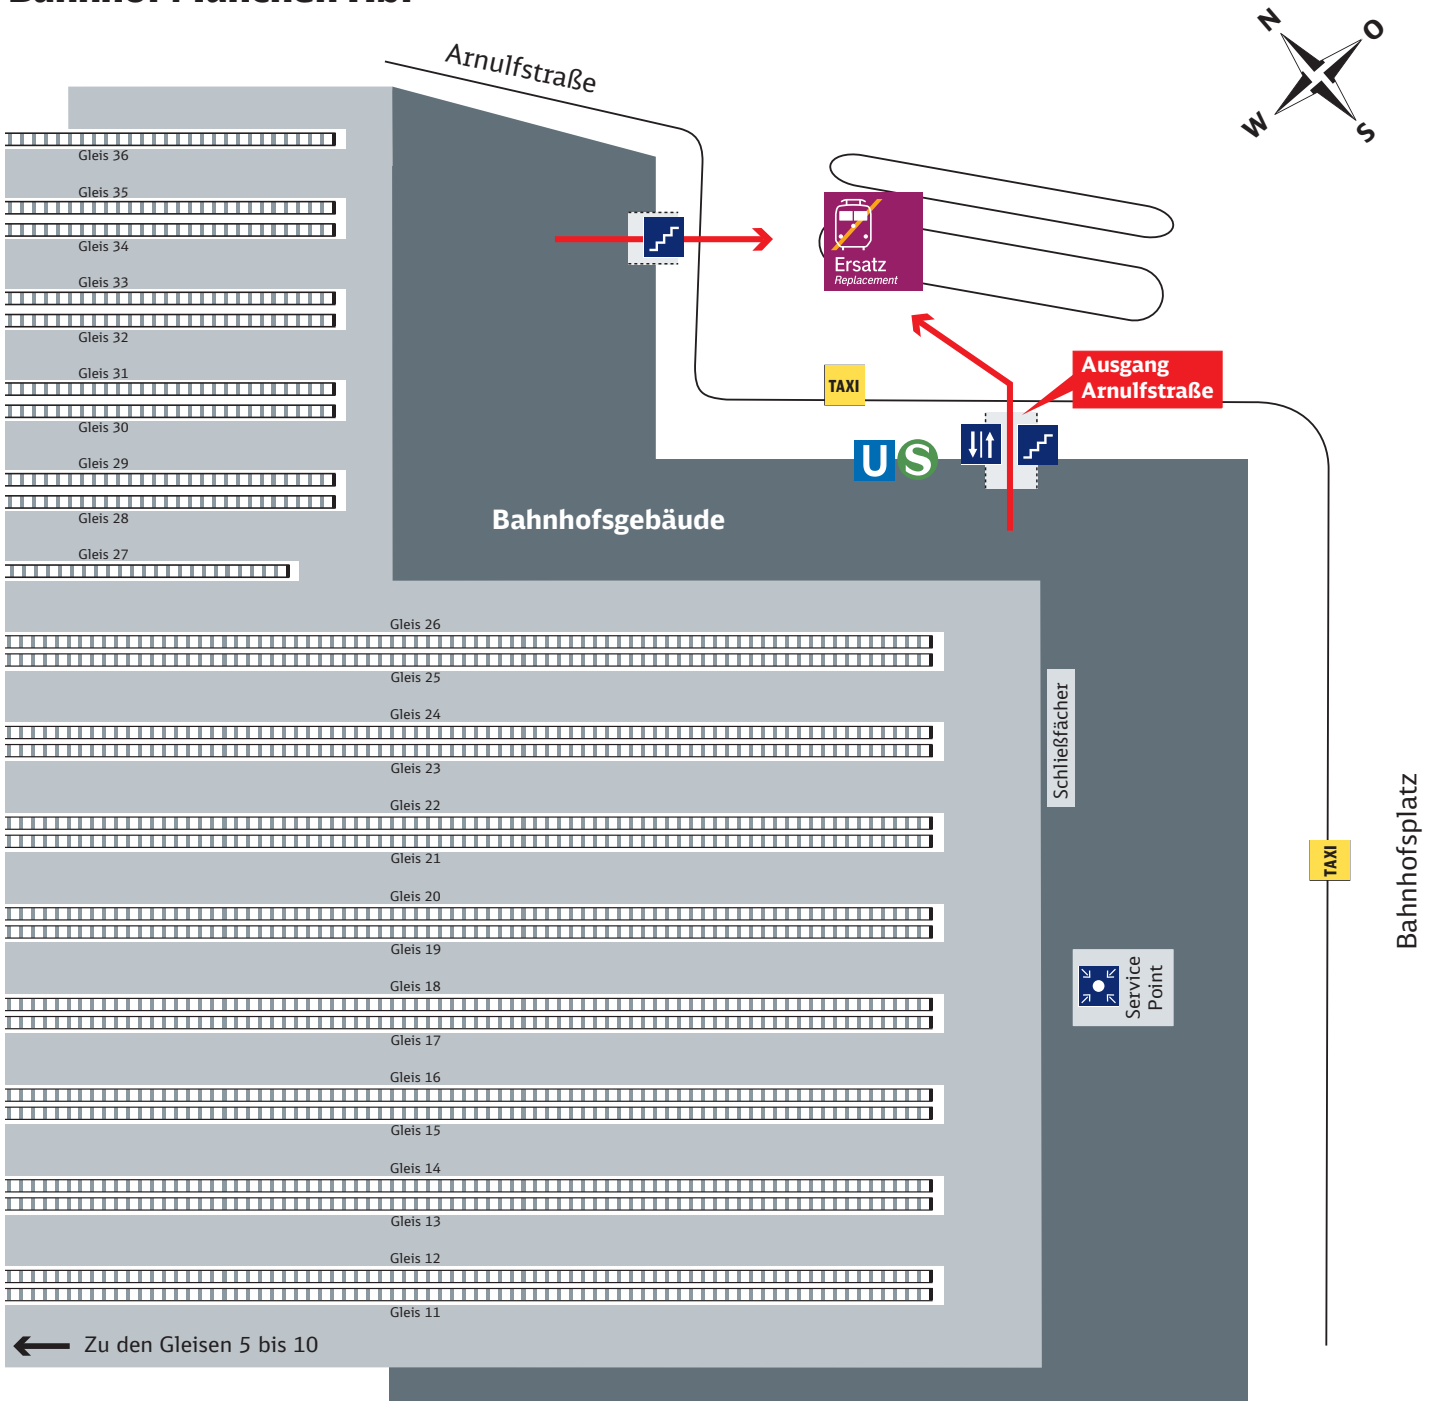 Bahnhof München Hbf
N
O
W
S
Arnulfstraße
Gleis 36
Gleis 35
Gleis 34
Gleis 33
Gleis 32
Gleis 31
Gleis 30
Gleis 29
Gleis 28
Gleis 27
Ersatz
Replacement
TAXI
Ausgang
Arnulfstraße
U
S
Bahnhofsgebäude
Gleis 26
Gleis 25
Gleis 24
Gleis 23
Gleis 22
Gleis 21
Gleis 20
Gleis 19
Gleis 18
Gleis 17
Gleis 16
Gleis 15
Gleis 14
Gleis 13
Gleis 12
Gleis 11
Schließfächer
Service
Point
TAXI
Bahnhofsplatz
Zu den Gleisen 5 bis 10